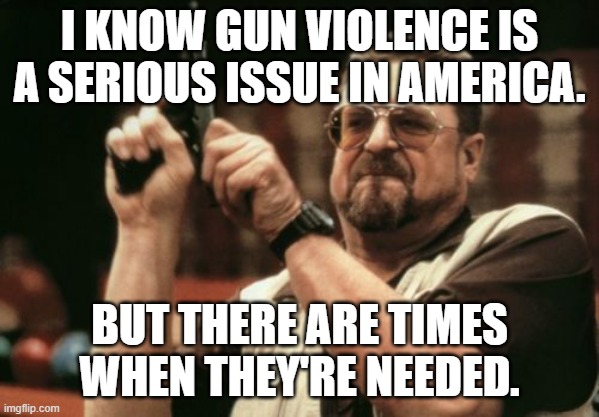 I KNOW GUN VIOLENCE IS
A SERIOUS ISSUE IN AMERICA.
BUT THERE ARE TIMES
WHEN THEY'RE NEEDED.
imgflip.com